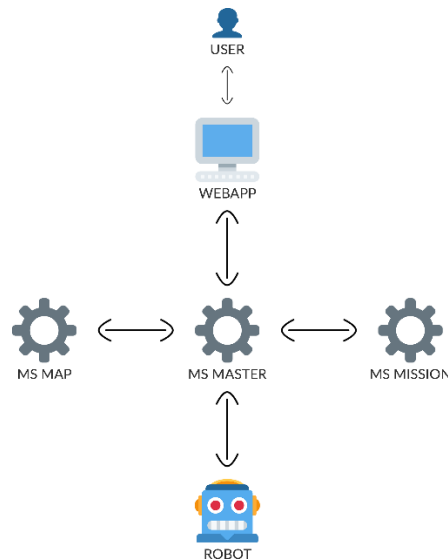 USER
WEBAPP
MS MAP
MS MASTER
MS MISSION
ROBOT